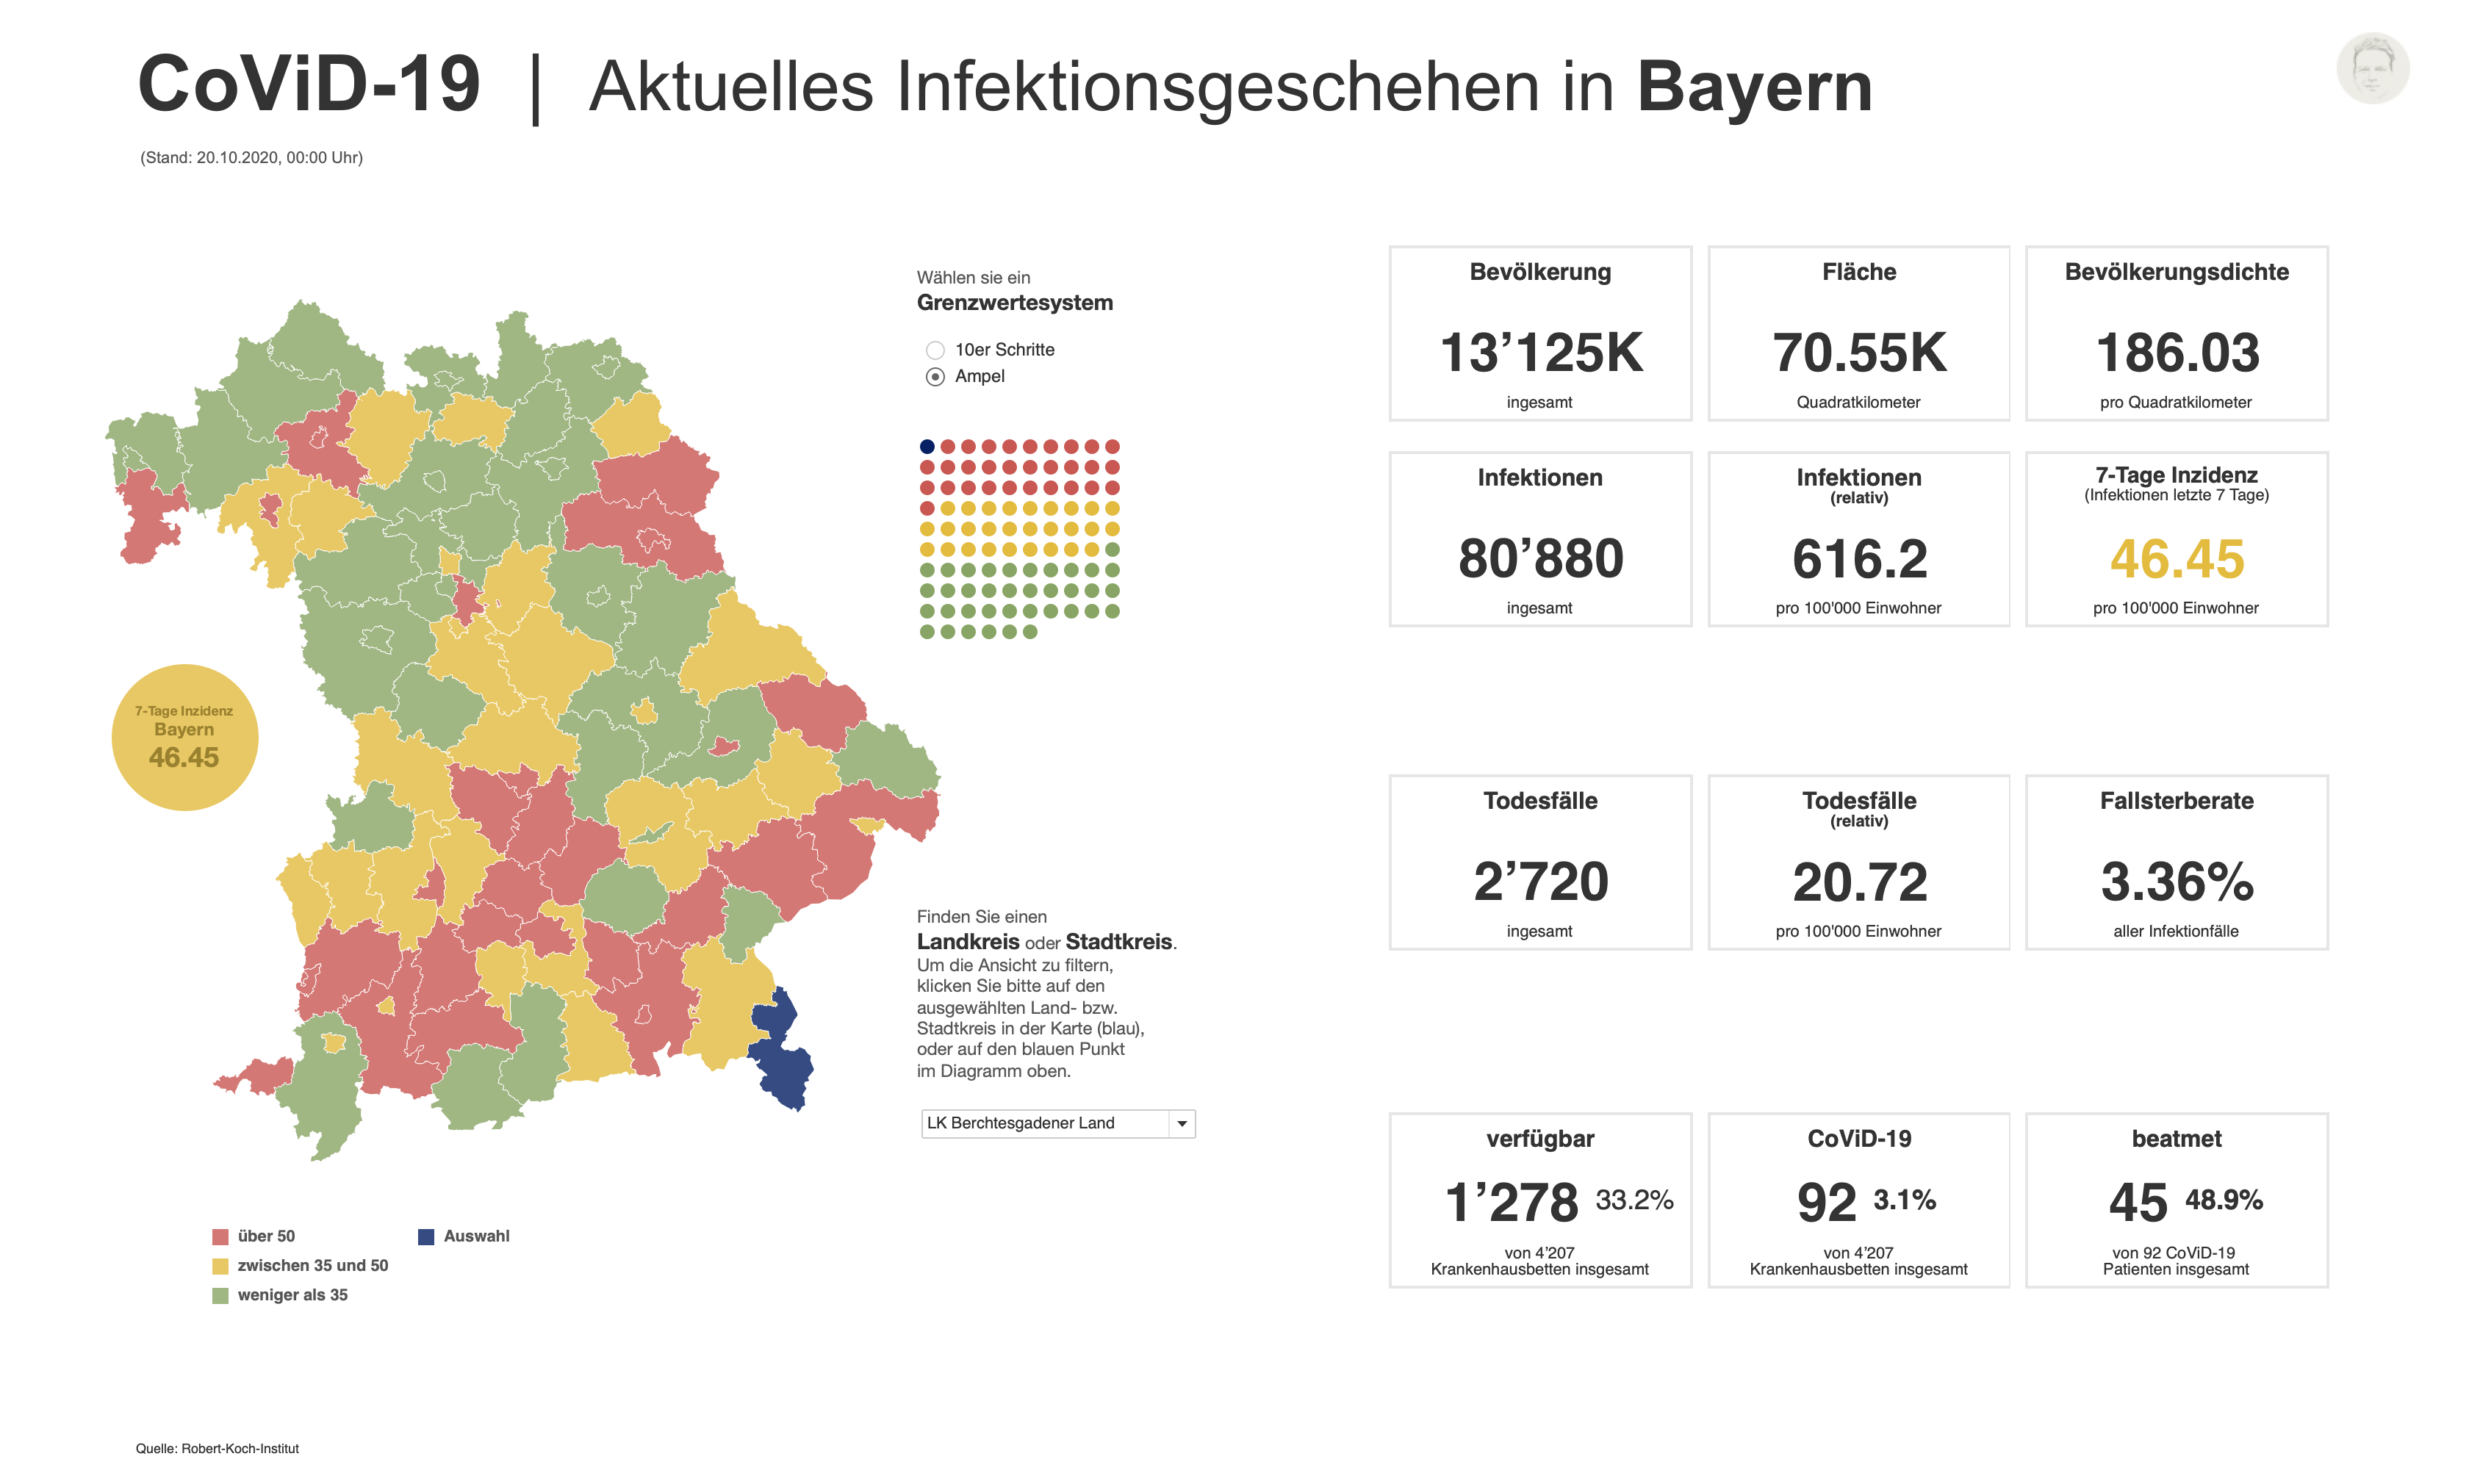 CoViD-19 | Aktuelles Infektionsgeschehen in Bayern
(Stand: 20.10.2020, 00:00 Uhr)
7-Tage Inzidenz
Bayern
46.45
über 50
zwischen 35 und 50
weniger als 35
Auswahl
Wählen sie ein
Grenzwertesystem
10er Schritte
Ampel
Finden Sie einen
Landkreis oder Stadtkreis.
Um die Ansicht zu filtern,
klicken Sie bitte auf den
ausgewählten Land- bzw.
Stadtkreis in der Karte (blau),
oder auf den blauen Punkt
im Diagramm oben.
LK Berchtesgadener Land
Bevölkerung
13’125K
ingesamt
Fläche
70.55K
Quadratkilometer
Bevölkerungsdichte
186.03
pro Quadratkilometer
Infektionen
80’880
ingesamt
Infektionen
(relativ)
616.2
pro 100'000 Einwohner
7-Tage Inzidenz
(Infektionen letzte 7 Tage)
46.45
pro 100'000 Einwohner
Todesfälle
2’720
ingesamt
Todesfälle
(relativ)
20.72
pro 100'000 Einwohner
Fallsterberate
3.36%
aller Infektionfälle
verfügbar
1’278 33.2%
von 4’207
Krankenhausbetten insgesamt
CoViD-19
92 3.1%
von 4’207
Krankenhausbetten insgesamt
beatmet
45 48.9%
von 92 CoViD-19
Patienten insgesamt
Quelle: Robert-Koch-Institut